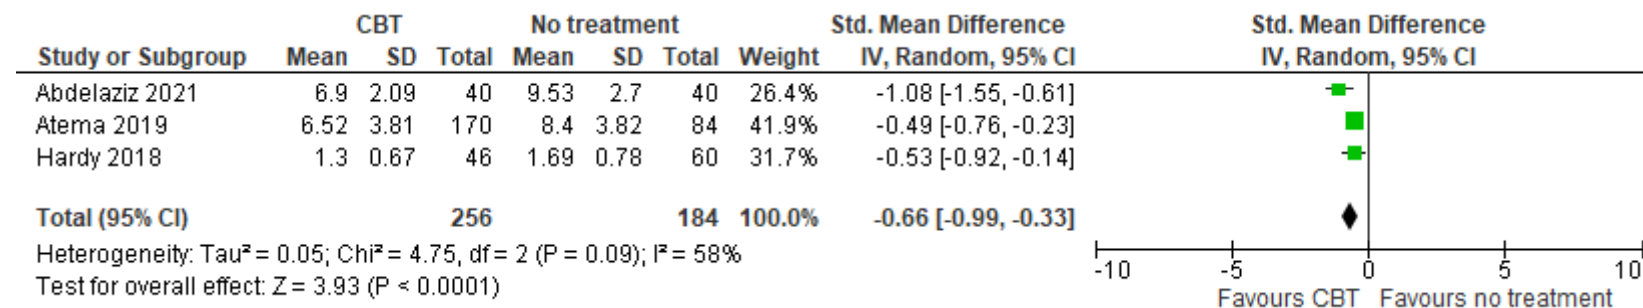 CBT No treatment Std. Mean Difference Std. Mean Difference
Study or Subgroup Mean SD Total Mean SD Total Weight IV, Random, 95% CI IV, Random, 95% CI
Abdelaziz 2021 6.9 2.09 40 9.53 2.7 40 26.4% -1.08 [-1.55, -0.61]
Atema 2019 6.52 3.81 170 8.4 3.82 84 41.9% -0.49 [-0.76, -0.23]
Hardy 2018 1.3 0.67 46 1.69 0.78 60 31.7% -0.53 [-0.92, -0.14]
Total (95% CI) 256 184 100.0% -0.66 [-0.99, -0.33]
Heterogeneity: Tau² = 0.05; Chi² = 4.75, df = 2 (P = 0.09); I² = 58%
Test for overall effect: Z = 3.93 (P < 0.0001)
-10 -5 0 5 10
Favours CBT Favours no treatment